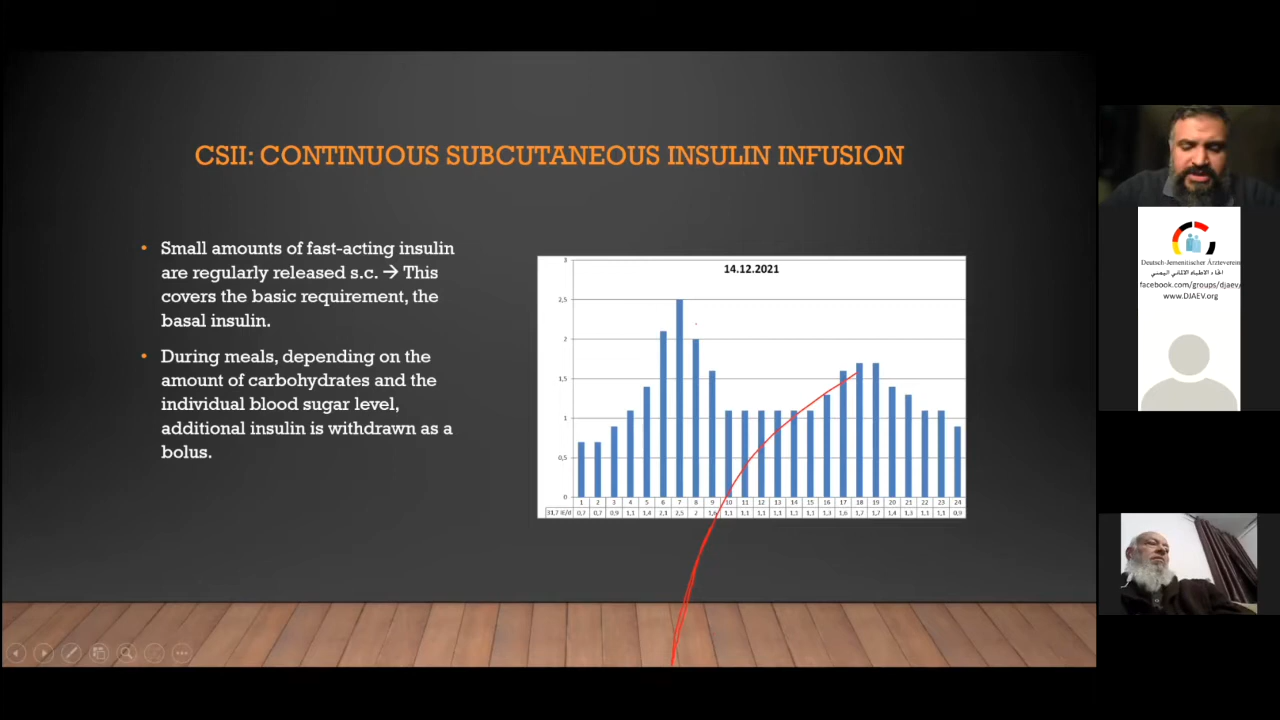 CSII: CONTINUOUS SUBCUTANEOUS INSULIN INFUSION
• Small amounts of fast-acting insulin
are regularly released s.c. → This
covers the basic requirement, the
basal insulin.
• During meals, depending on the
amount of carbohydrates and the
individual blood sugar level,
additional insulin is withdrawn as a
bolus.
14.12.2021
3
2,5
2
1,5
1
0,5
0
1 2 3 4 5 6 7 8 9 10 11 12 13 14 15 16 17 18 19 20 21 22 23 24
31,7 IE/d 0,7 0,7 0,9 1,1 1,4 2,1 2,5 2 1,6 1,1 1,1 1,1 1,1 1,1 1,1 1,3 1,6 1,7 1,7 1,4 1,3 1,1 1,1 0,9
Deutsch-Jemenitischer Ärzteverein
الاطباء الالماني اليمني
facebook.com/groups/djaev/
www.DJAEV.org